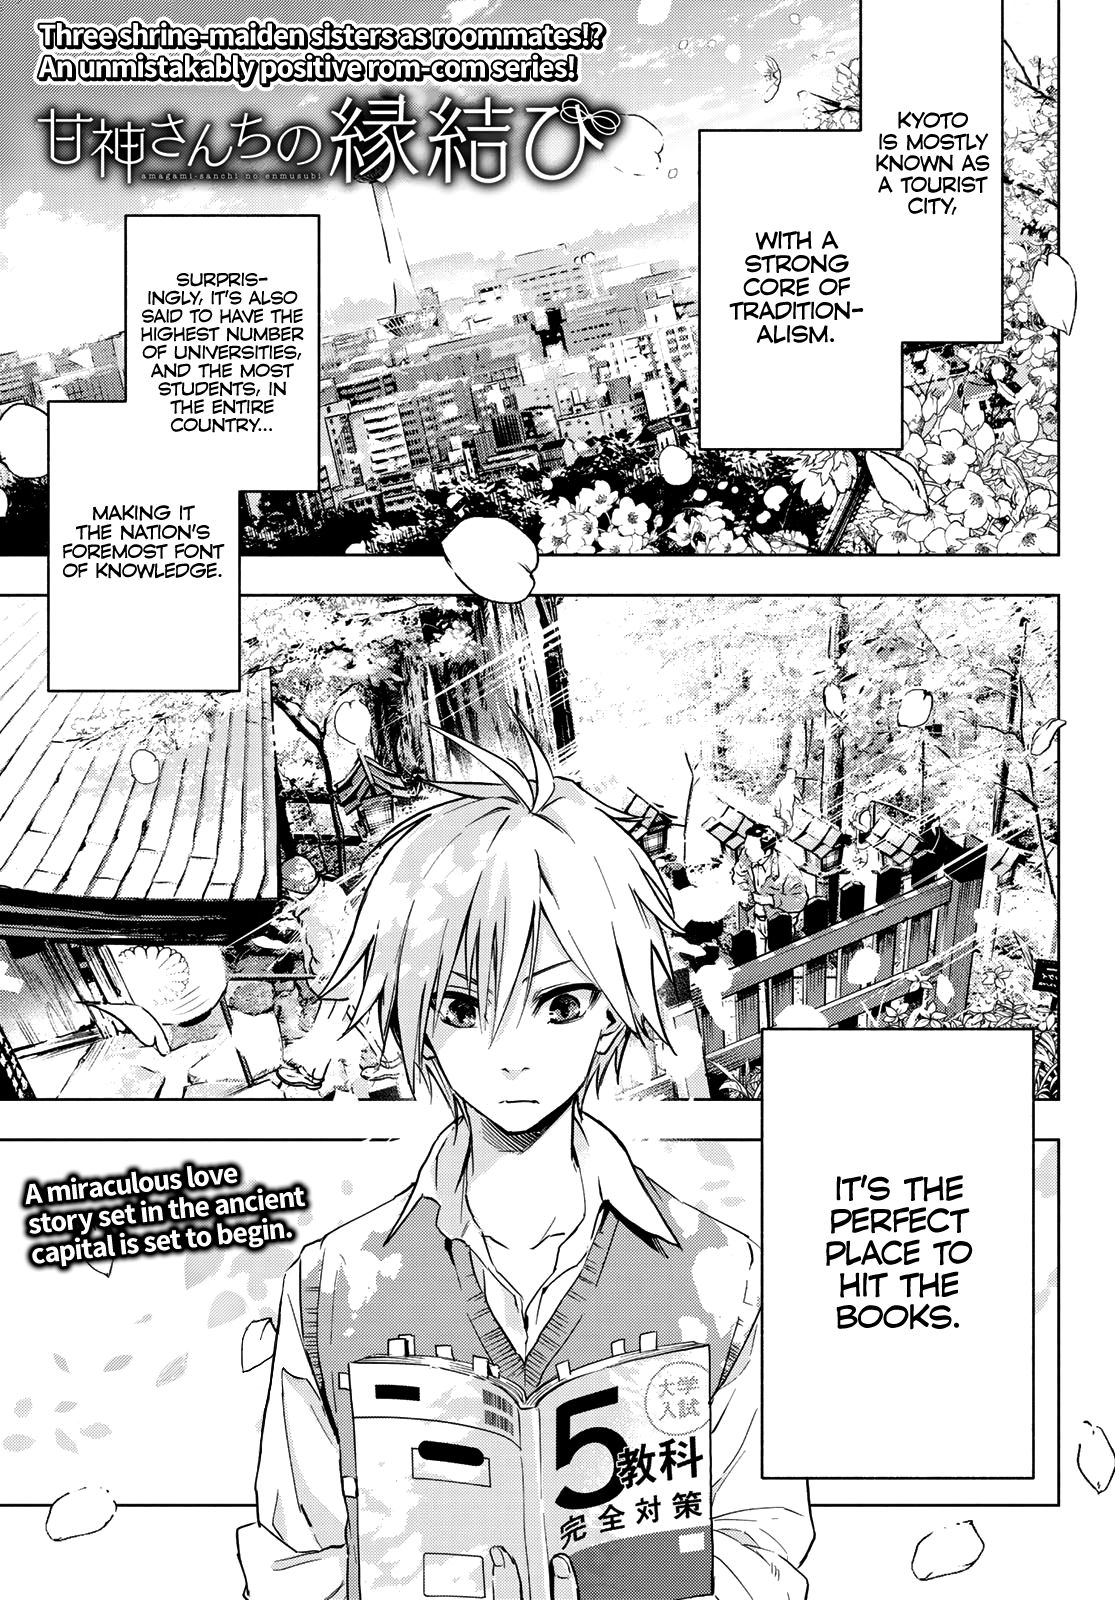 Three shrine-maiden sisters as roommates!?
An unmistakably positive rom-com series!
甘神さんちの縁結び
amagami-sanchi no enmusubi
KYOTO
IS MOSTLY
KNOWN AS
A TOURIST
CITY,
WITH A
STRONG
CORE OF
TRADITION-
ALISM.
SURPRIS-
INGLY, IT'S ALSO
SAID TO HAVE THE
HIGHEST NUMBER
OF UNIVERSITIES,
AND THE MOST
STUDENTS, IN
THE ENTIRE
COUNTRY...
MAKING IT
THE NATION'S
FOREMOST FONT
OF KNOWLEDGE.
IT'S THE
PERFECT
PLACE TO
HIT THE
BOOKS.
A miraculous love
story set in the ancient
capital is set to begin.
大学
入試
5教科
完全対策